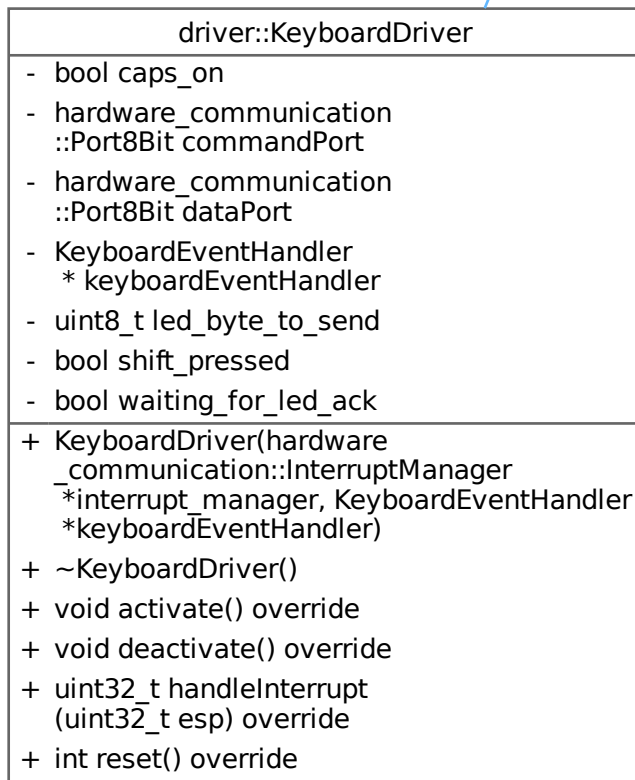 driver::KeyboardDriver
- bool caps_on
- hardware_communication
::Port8Bit commandPort
- hardware_communication
::Port8Bit dataPort
- KeyboardEventHandler
* keyboardEventHandler
- uint8_t led_byte_to_send
- bool shift_pressed
- bool waiting_for_led_ack
+ KeyboardDriver(hardware
_communication::InterruptManager
*interrupt_manager, KeyboardEventHandler
*keyboardEventHandler)
+ ~KeyboardDriver()
+ void activate() override
+ void deactivate() override
+ uint32_t handleInterrupt
(uint32_t esp) override
+ int reset() override